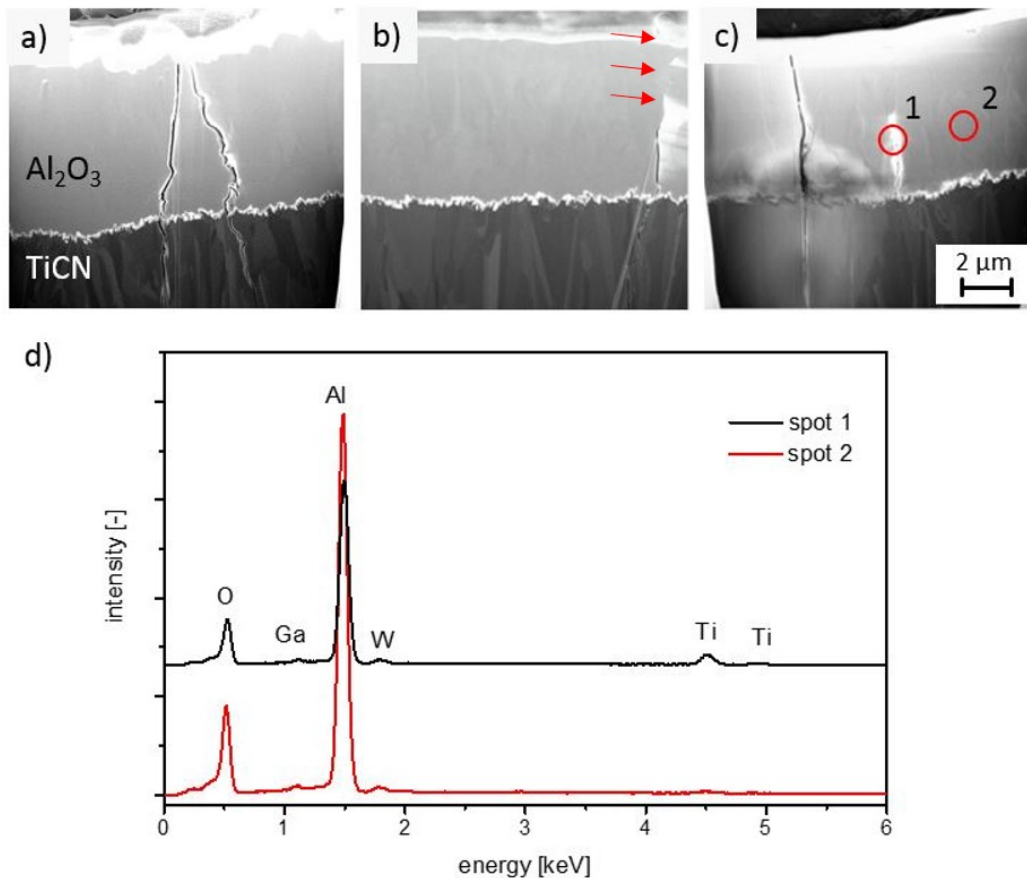 a)
b)
c)
1
2
Al₂O₃
TiCN
2 µm
d)
Al
spot 1
spot 2
O
Ga
W
Ti
Ti
intensity [-]
0
1
2
3
4
5
6
energy [keV]